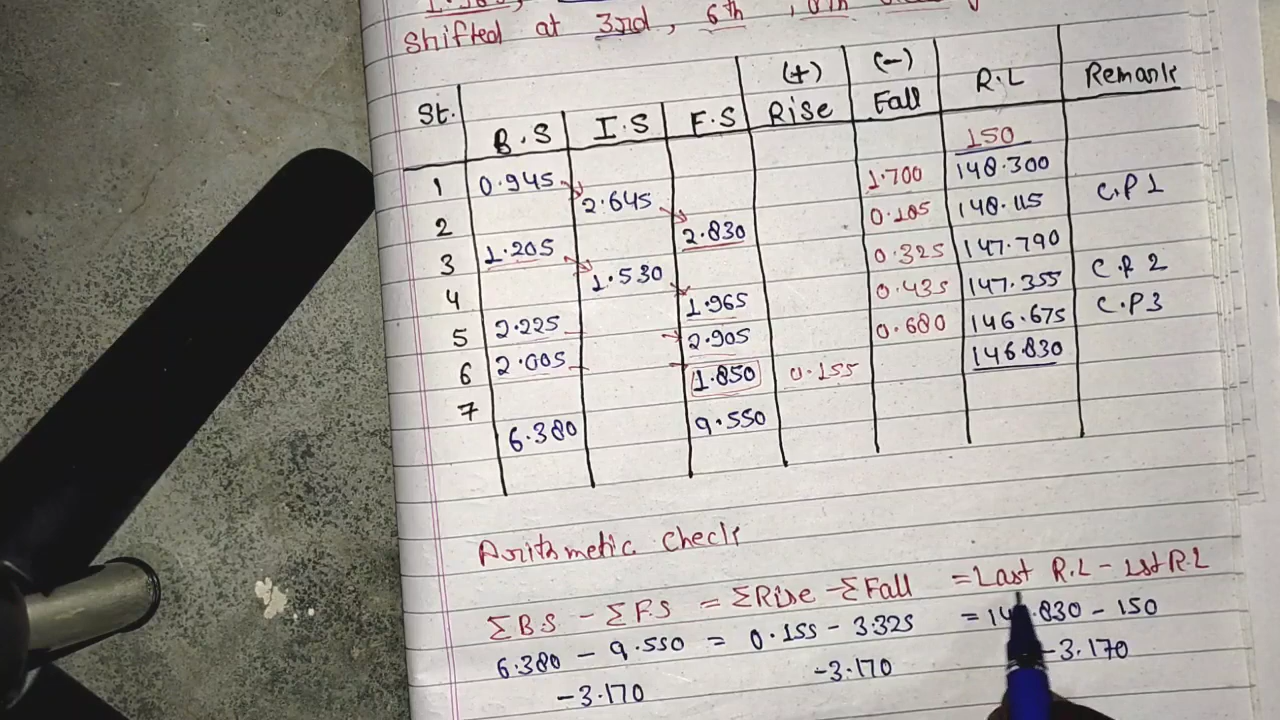 Shifted at 3rd, 6th
St. B.S I.S F.S (+) Rise (-) Fall R.L Remark
150
1 0.945 1.700 148.300
2 2.645 0.185 148.115 C.P1
3 1.205 2.830 0.325 147.790
4 1.530 0.435 147.355 C.P2
5 2.225 1.965 0.680 146.675 C.P3
6 2.005 2.905 146.830
7 1.850 0.155
6.380 9.550
Arithmetic check
ΣB.S - ΣF.S = ΣRise - ΣFall = Last R.L - 1st R.L
6.380 - 9.550 = 0.155 - 3.325 = 14 .830 - 150
-3.170 -3.170 -3.170